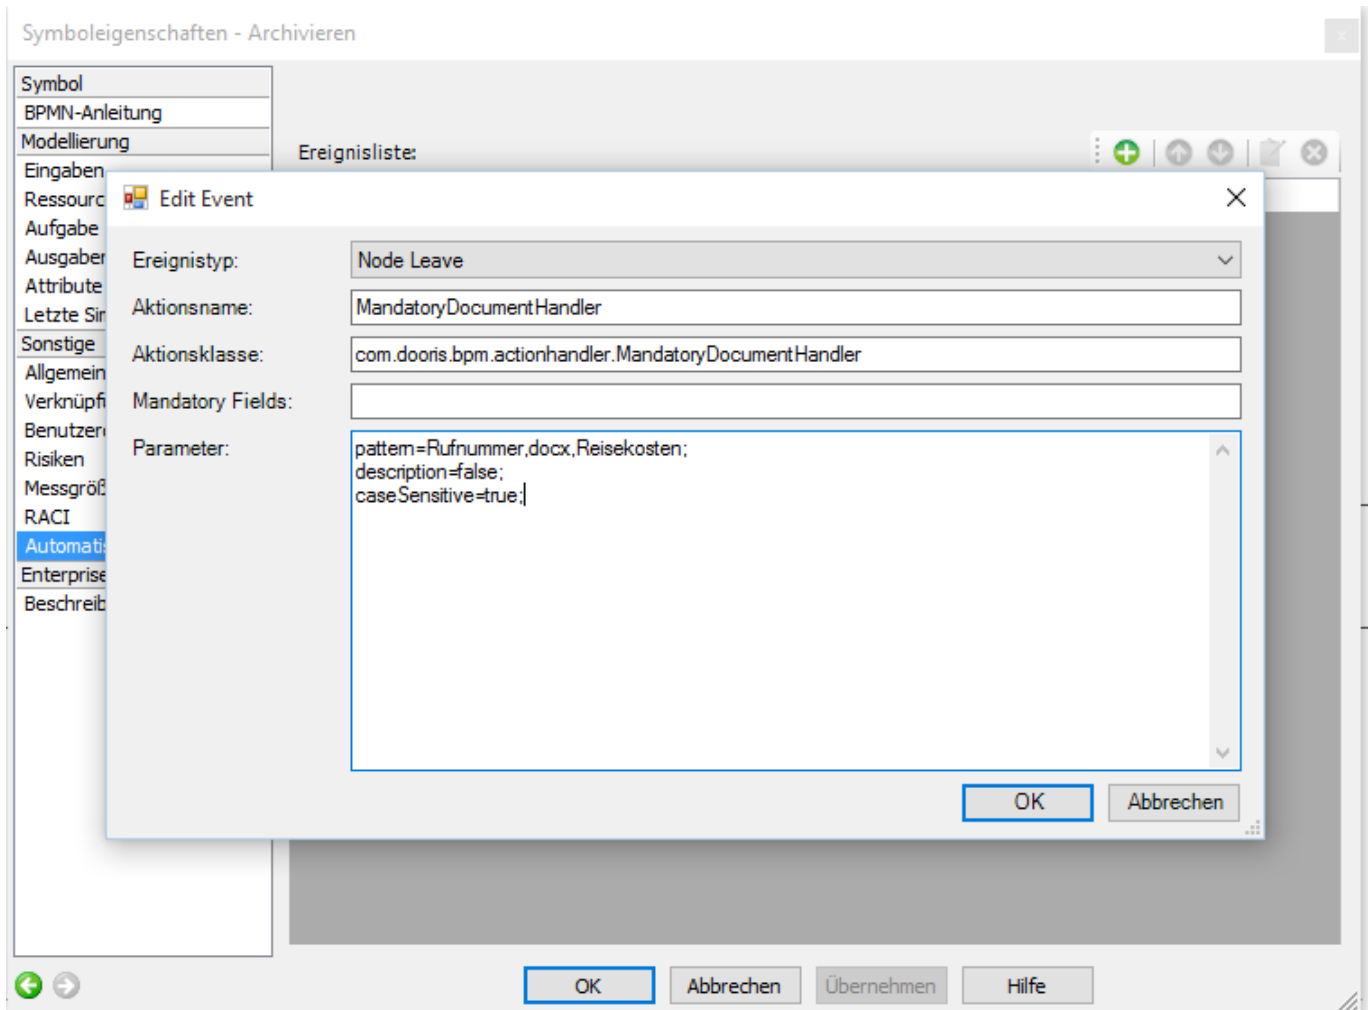 Symboleigenschaften - Archivieren
Symbol
BPMN-Anleitung
Modellierung
Eingaben
Ressourc
Aufgabe
Ausgaben
Attribute
Letzte Sir
Sonstige
Allgemein
Verknüpf
Benutzer
Risiken
Messgröß
RACI
Automatis
Enterprise
Beschreib
Ereignisliste:
Edit Event
Ereignistyp: Node Leave
Aktionsname: MandatoryDocumentHandler
Aktionsklasse: com.dooris.bpm.actionhandler.MandatoryDocumentHandler
Mandatory Fields:
Parameter: pattern=Rufnummer,docx,Reisekosten;
description=false;
caseSensitive=true;
OK Abbrechen
OK Abbrechen Übernehmen Hilfe